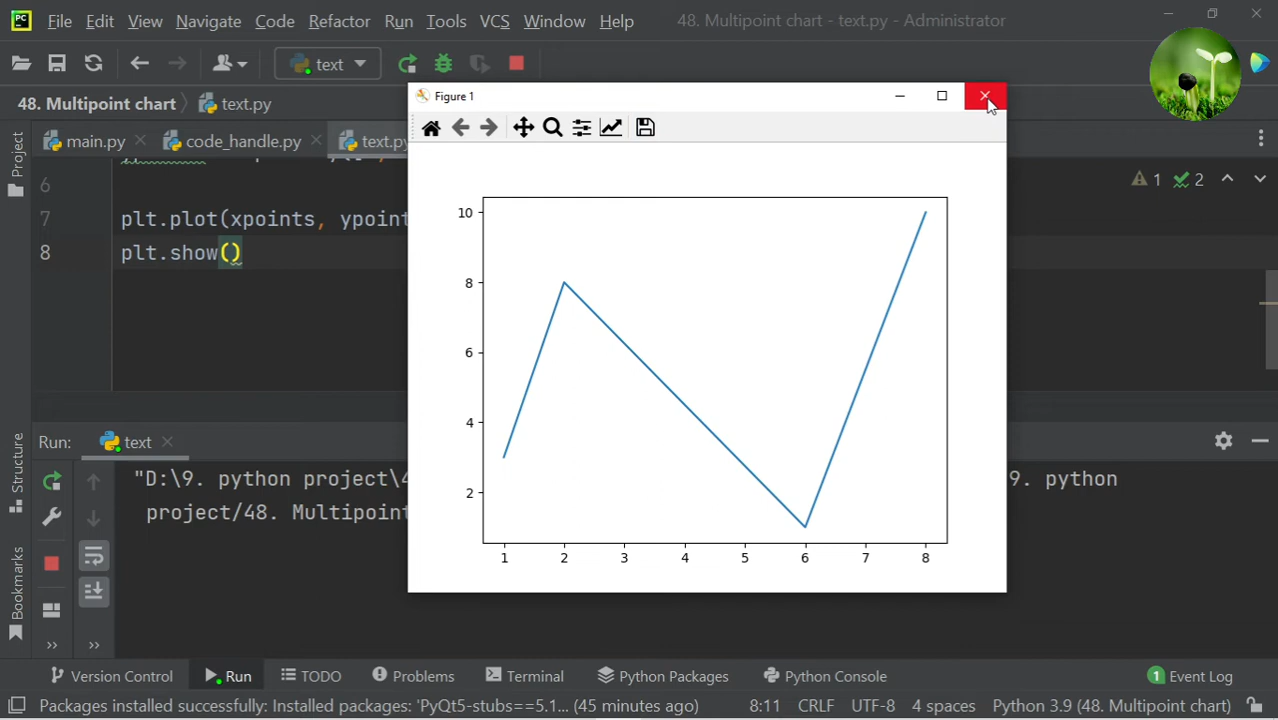 PC File Edit View Navigate Code Refactor Run Tools VCS Window Help 48. Multipoint chart - text.py - Administrator
text
48. Multipoint chart text.py
main.py code_handle.py text.py
6
7 plt.plot(xpoints, ypoint
8 plt.show()
1 2
Figure 1
10
8
6
4
2
1 2 3 4 5 6 7 8
Run: text
"D:\9. python project\4 9. python
project/48. Multipoint
Project
Structure
Bookmarks
Version Control Run TODO Problems Terminal Python Packages Python Console 1 Event Log
Packages installed successfully: Installed packages: 'PyQt5-stubs==5.1... (45 minutes ago) 8:11 CRLF UTF-8 4 spaces Python 3.9 (48. Multipoint chart)